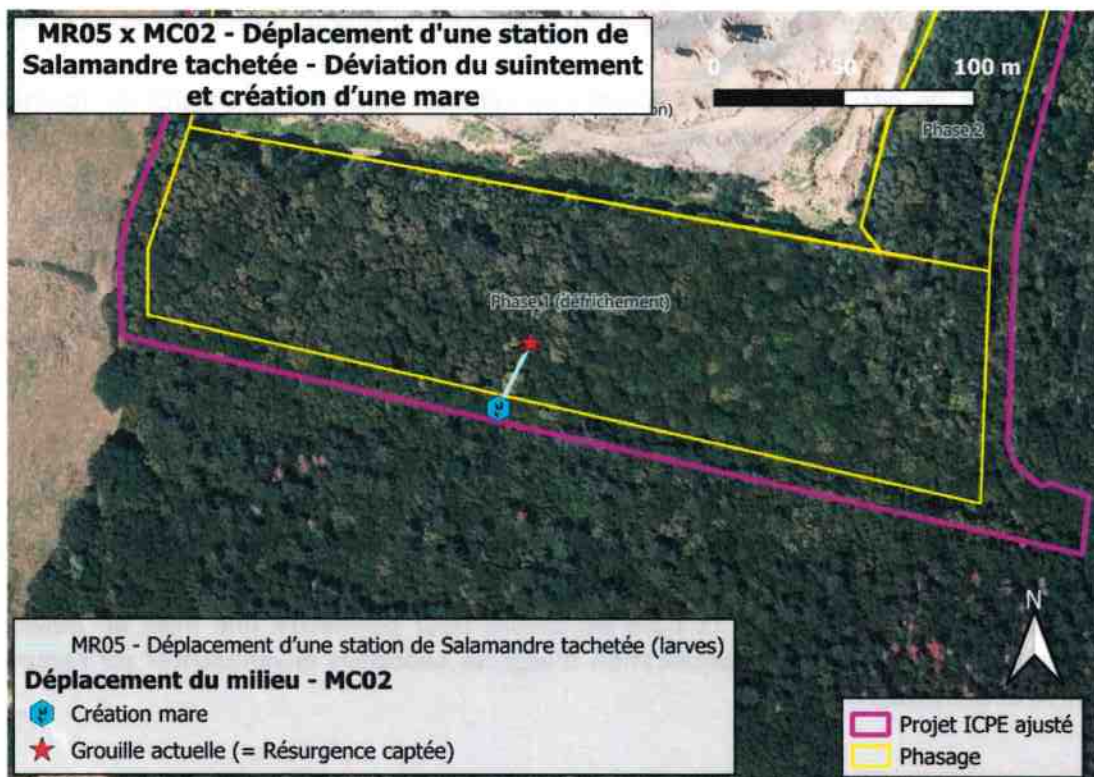 MR05 x MC02 - Déplacement d'une station de
Salamandre tachetée - Déviation du suintement
et création d'une mare
0 50 100 m
on)
Phase 2
Phase 1 (défrichement)
N
MR05 - Déplacement d'une station de Salamandre tachetée (larves)
Déplacement du milieu - MC02
Création mare
Grouille actuelle (= Résurgence captée)
Projet ICPE ajusté
Phasage